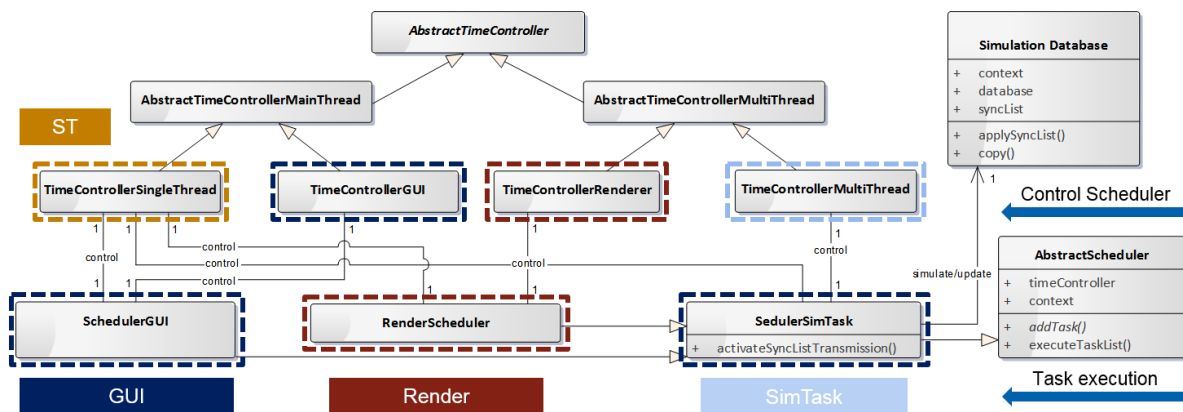 AbstractTimeController
Simulation Database
+ context
+ database
+ syncList
+ applySyncList()
+ copy()
AbstractTimeControllerMainThread
AbstractTimeControllerMultiThread
ST
TimeControllerSingleThread
TimeControllerGUI
TimeControllerRenderer
TimeControllerMultiThread
1
Control Scheduler
1 1 1 1 1 1
control
control
control
control
control
control
simulate/update
AbstractScheduler
+ timeController
+ context
+ addTask()
+ executeTaskList()
1 1 1 1 1 1
SchedulerGUI
RenderScheduler
SedulerSimTask
+ activateSyncListTransmission()
GUI
Render
SimTask
Task execution